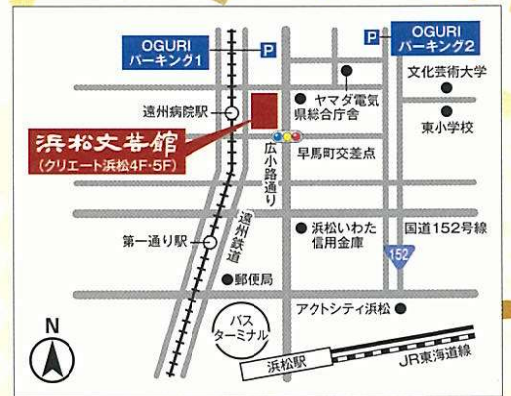 OGURI
パーキング1
P
P
OGURI
パーキング2
文化芸術大学
ヤマダ電気
県総合庁舎
遠州病院駅
東小学校
浜松文芸館
(クリエート浜松4F・5F)
広小路通り
早馬町交差点
遠州鉄道
浜松いわた
信用金庫
国道152号線
152
第一通り駅
郵便局
アクトシティ浜松
バス
ターミナル
N
浜松駅
JR東海道線